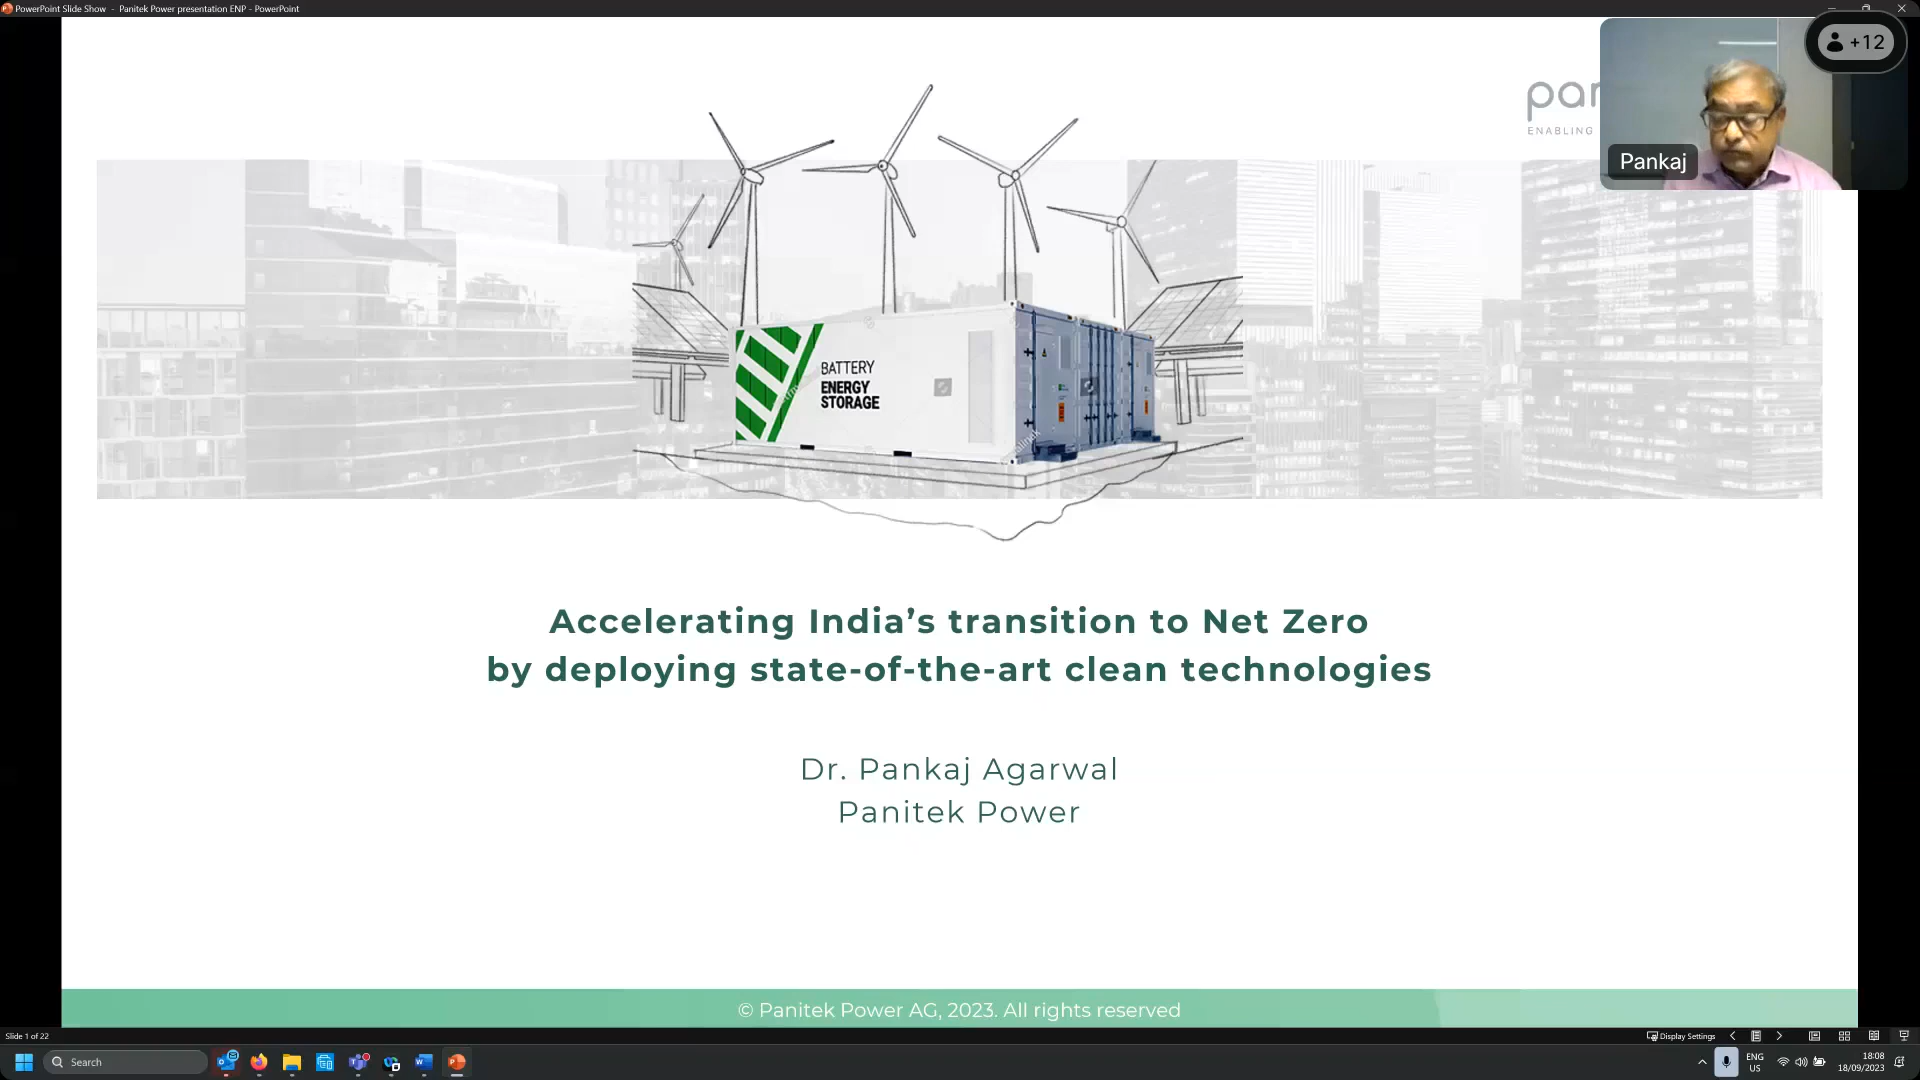 PowerPoint Slide Show - Panitek Power presentation ENP - PowerPoint
+12
Pankaj
ENABLING
BATTERY
ENERGY
STORAGE
Accelerating India’s transition to Net Zero
by deploying state-of-the-art clean technologies
Dr. Pankaj Agarwal
Panitek Power
© Panitek Power AG, 2023. All rights reserved
Slide 1 of 22
Display Settings
Search
ENG
US
18:08
18/09/2023